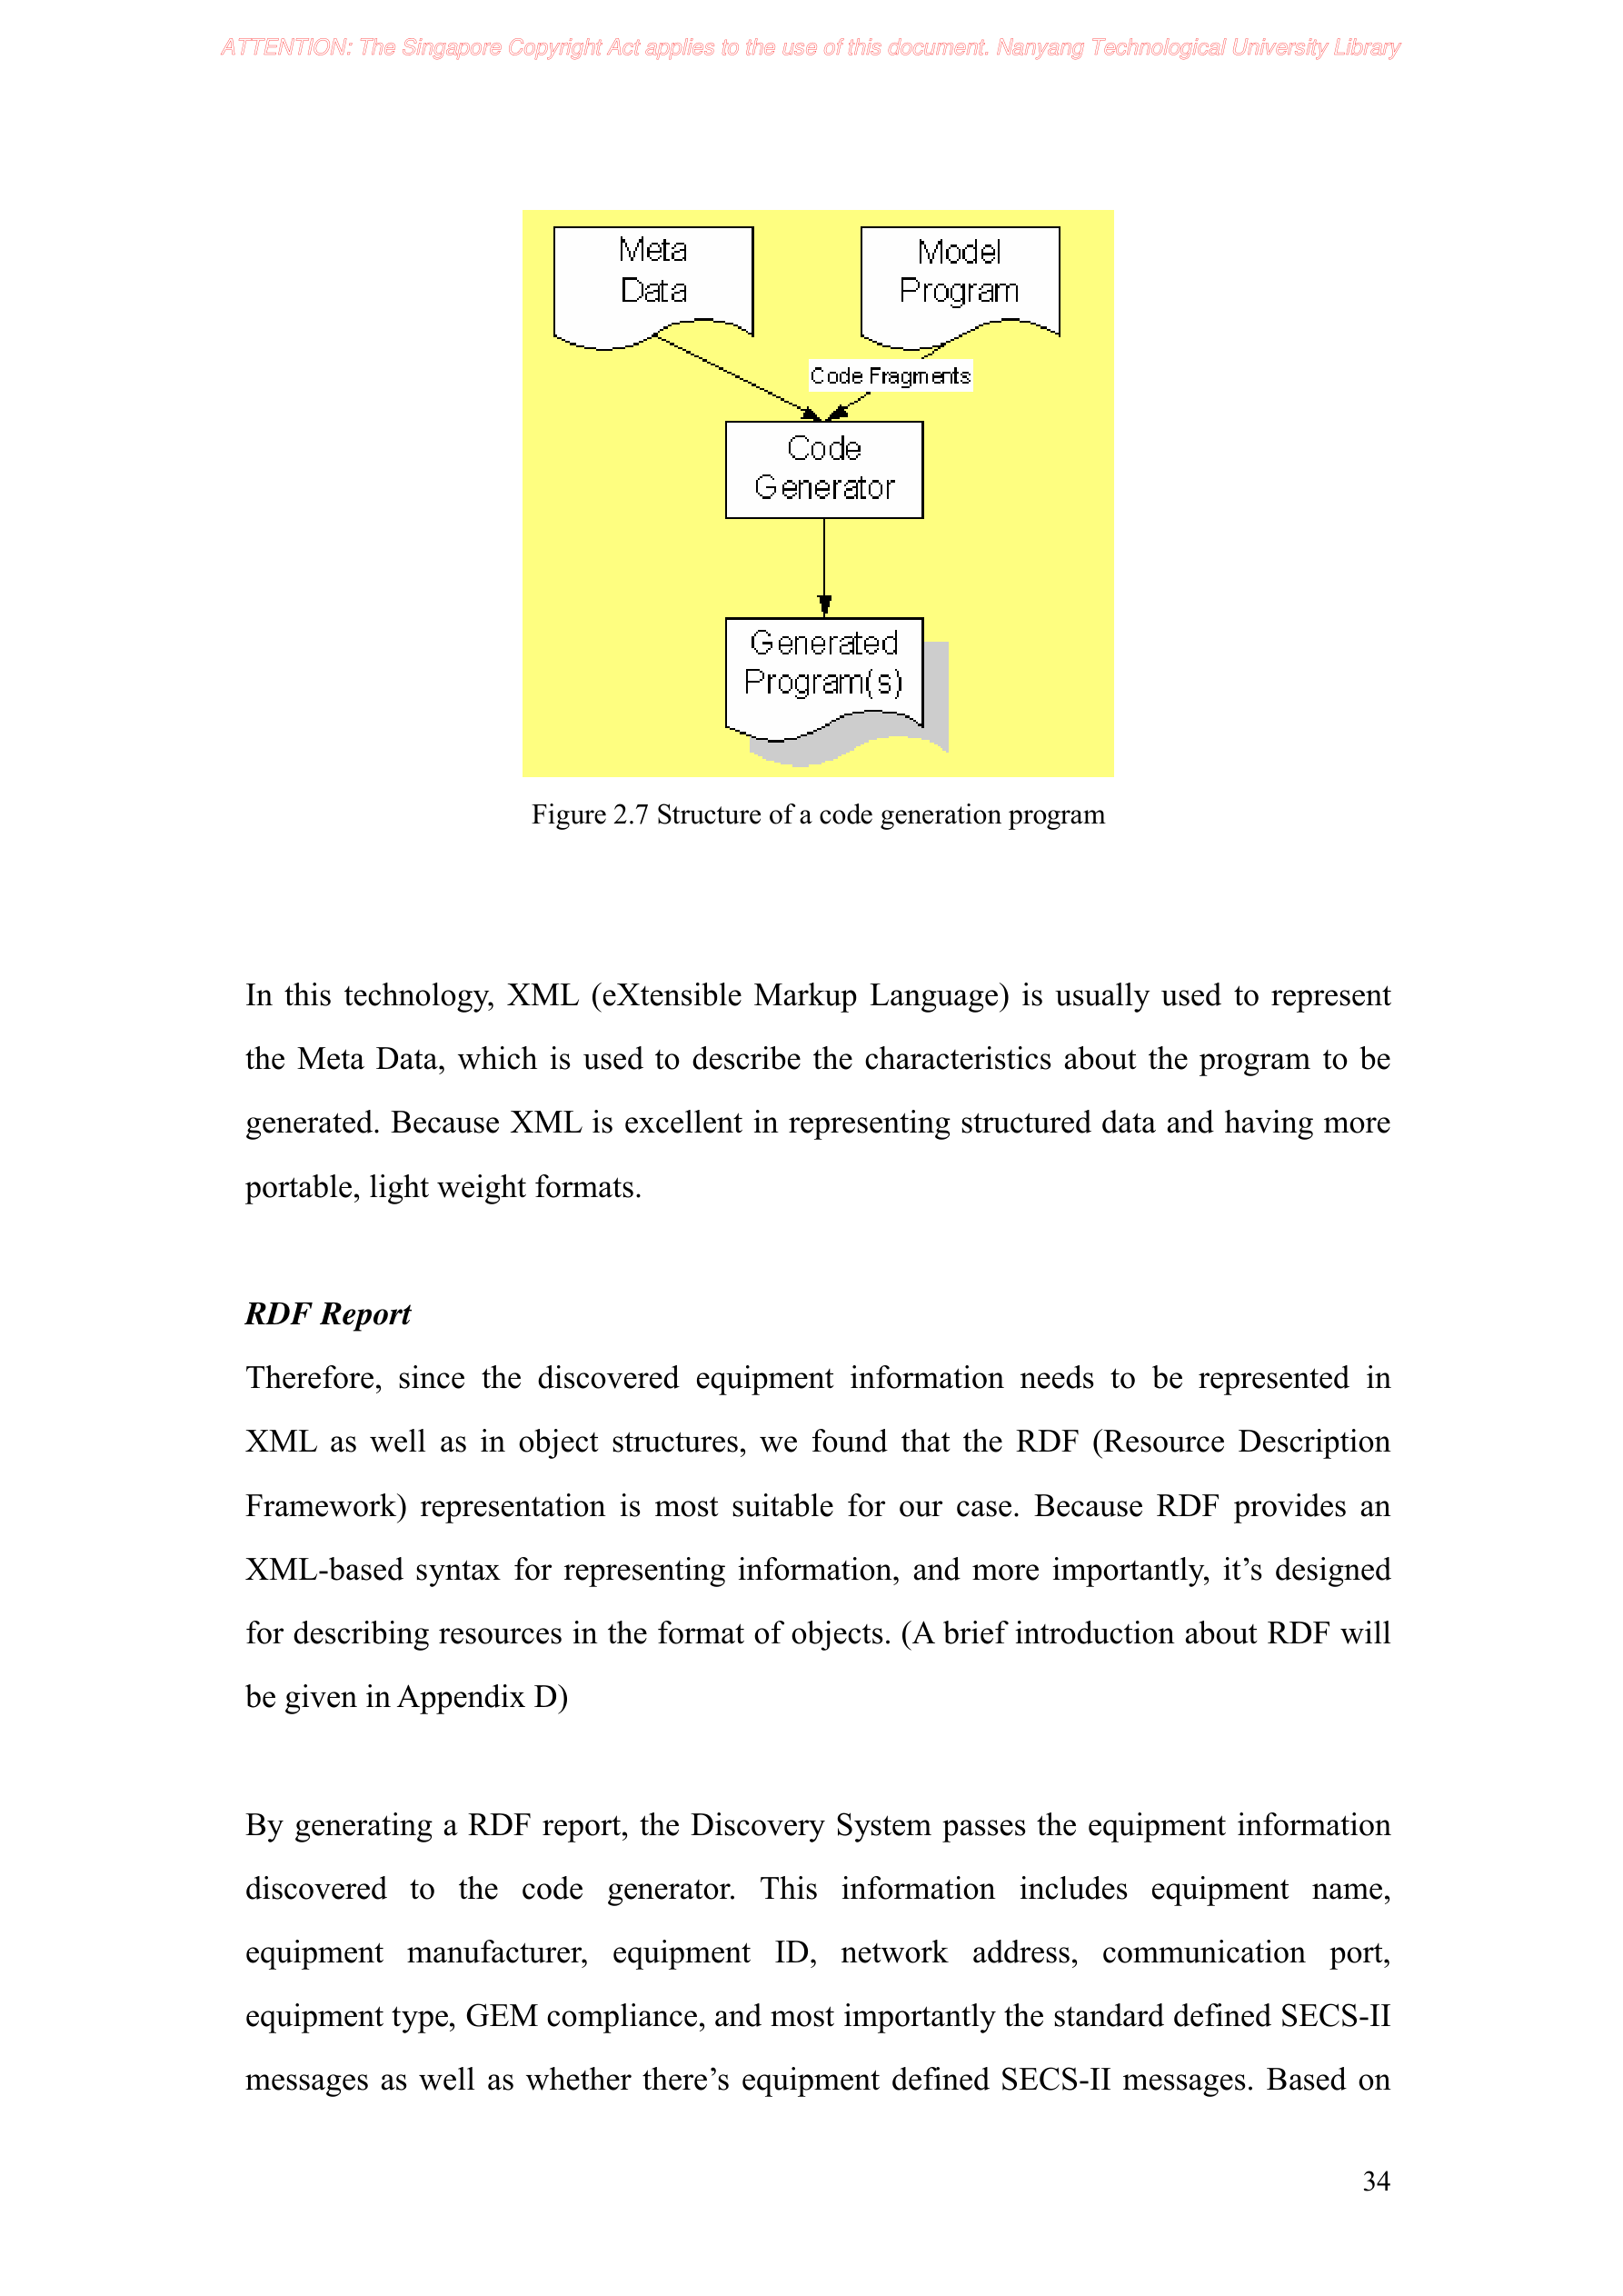 ATTENTION: The Singapore Copyright Act applies to the use of this document. Nanyang Technological University Library
Meta
Data
Model
Program
Code Fragments
Code
Generator
Generated
Program(s)
Figure 2.7 Structure of a code generation program
In this technology, XML (eXtensible Markup Language) is usually used to represent
the Meta Data, which is used to describe the characteristics about the program to be
generated. Because XML is excellent in representing structured data and having more
portable, light weight formats.
RDF Report
Therefore, since the discovered equipment information needs to be represented in
XML as well as in object structures, we found that the RDF (Resource Description
Framework) representation is most suitable for our case. Because RDF provides an
XML-based syntax for representing information, and more importantly, it’s designed
for describing resources in the format of objects. (A brief introduction about RDF will
be given in Appendix D)
By generating a RDF report, the Discovery System passes the equipment information
discovered to the code generator. This information includes equipment name,
equipment manufacturer, equipment ID, network address, communication port,
equipment type, GEM compliance, and most importantly the standard defined SECS-II
messages as well as whether there’s equipment defined SECS-II messages. Based on
34